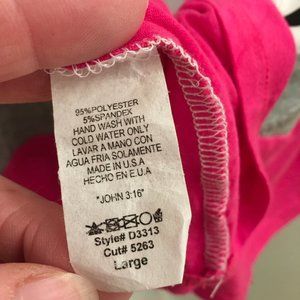 95%POLYESTER
5%SPANDEX
HAND WASH WITH
COLD WATER ONLY
LAVAR A MANO CON
AGUA FRIA SOLAMENTE
MADE IN U.S.A
HECHO EN E.U.A
"JOHN 3:16"
Style# D3313
Cut# 5263
Large